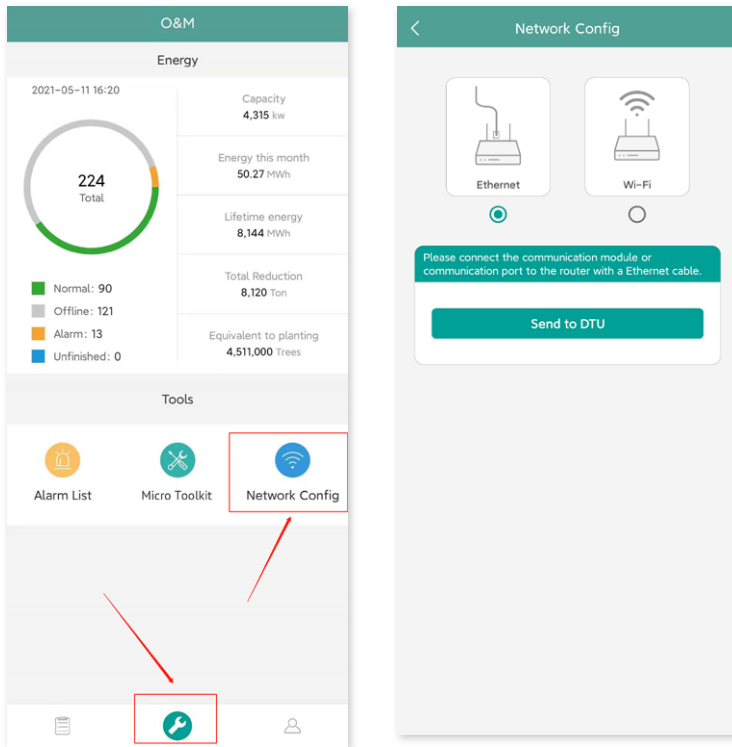 O&M
Energy
2021-05-11 16:20
224
Total
Normal: 90
Offline: 121
Alarm: 13
Unfinished: 0
Capacity
4,315 kw
Energy this month
50.27 MWh
Lifetime energy
8,144 MWh
Total Reduction
8,120 Ton
Equivalent to planting
4,511,000 Trees
Tools
Alarm List
Micro Toolkit
Network Config
Network Config
Ethernet
Wi-Fi
Please connect the communication module or
communication port to the router with a Ethernet cable.
Send to DTU